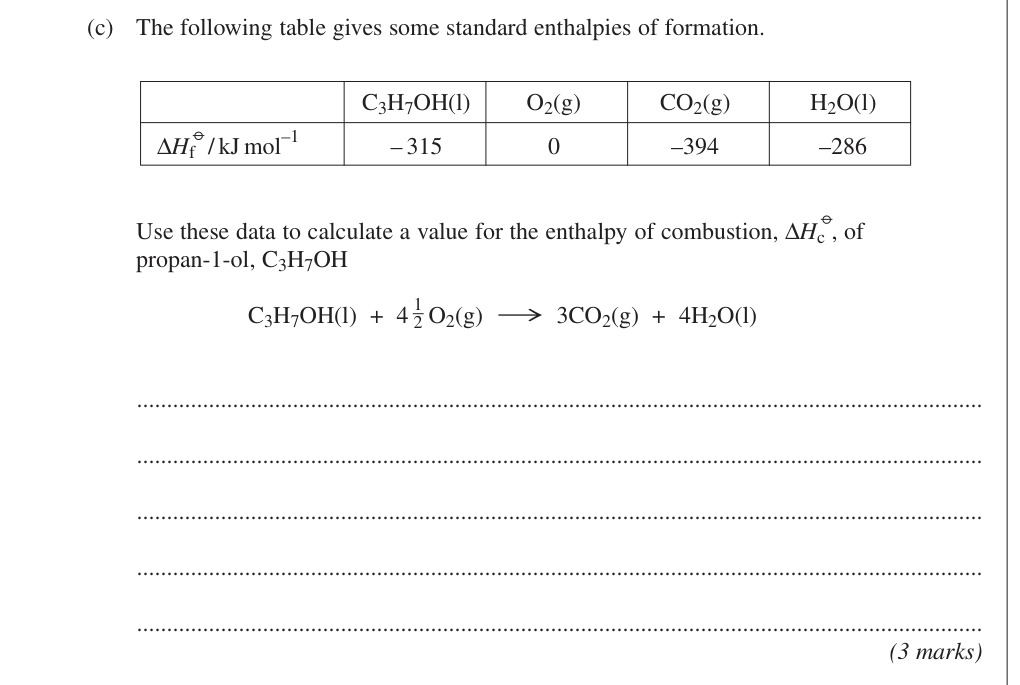 (c) The following table gives some standard enthalpies of formation.
C₃H₇OH(l) O₂(g) CO₂(g) H₂O(l)
ΔHf⦵ / kJ mol⁻¹ – 315 0 –394 –286
Use these data to calculate a value for the enthalpy of combustion, ΔHc⦵, of
propan-1-ol, C₃H₇OH
C₃H₇OH(l) + 4½O₂(g) ⟶ 3CO₂(g) + 4H₂O(l)
(3 marks)